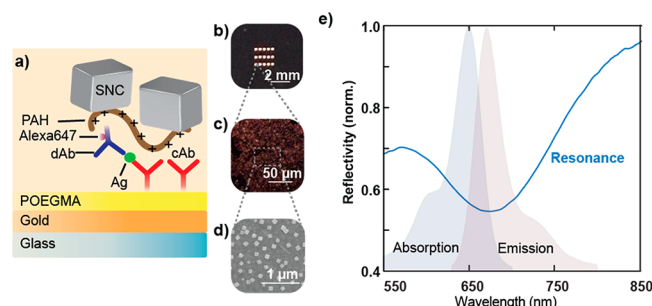 a)
SNC
PAH
Alexa647
dAb
cAb
Ag
POEGMA
Gold
Glass
b)
2 mm
c)
50 µm
d)
1 µm
e)
Reflectivity (norm.)
1.0
0.8
0.6
0.4
Resonance
Absorption
Emission
550
650
750
850
Wavelength (nm)